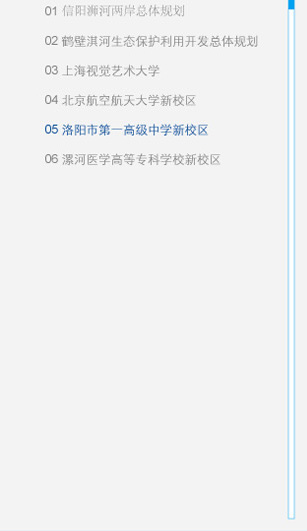 01 信阳浉河两岸总体规划
02 鹤壁淇河生态保护利用开发总体规划
03 上海视觉艺术大学
04 北京航空航天大学新校区
05 洛阳市第一高级中学新校区
06 漯河医学高等专科学校新校区